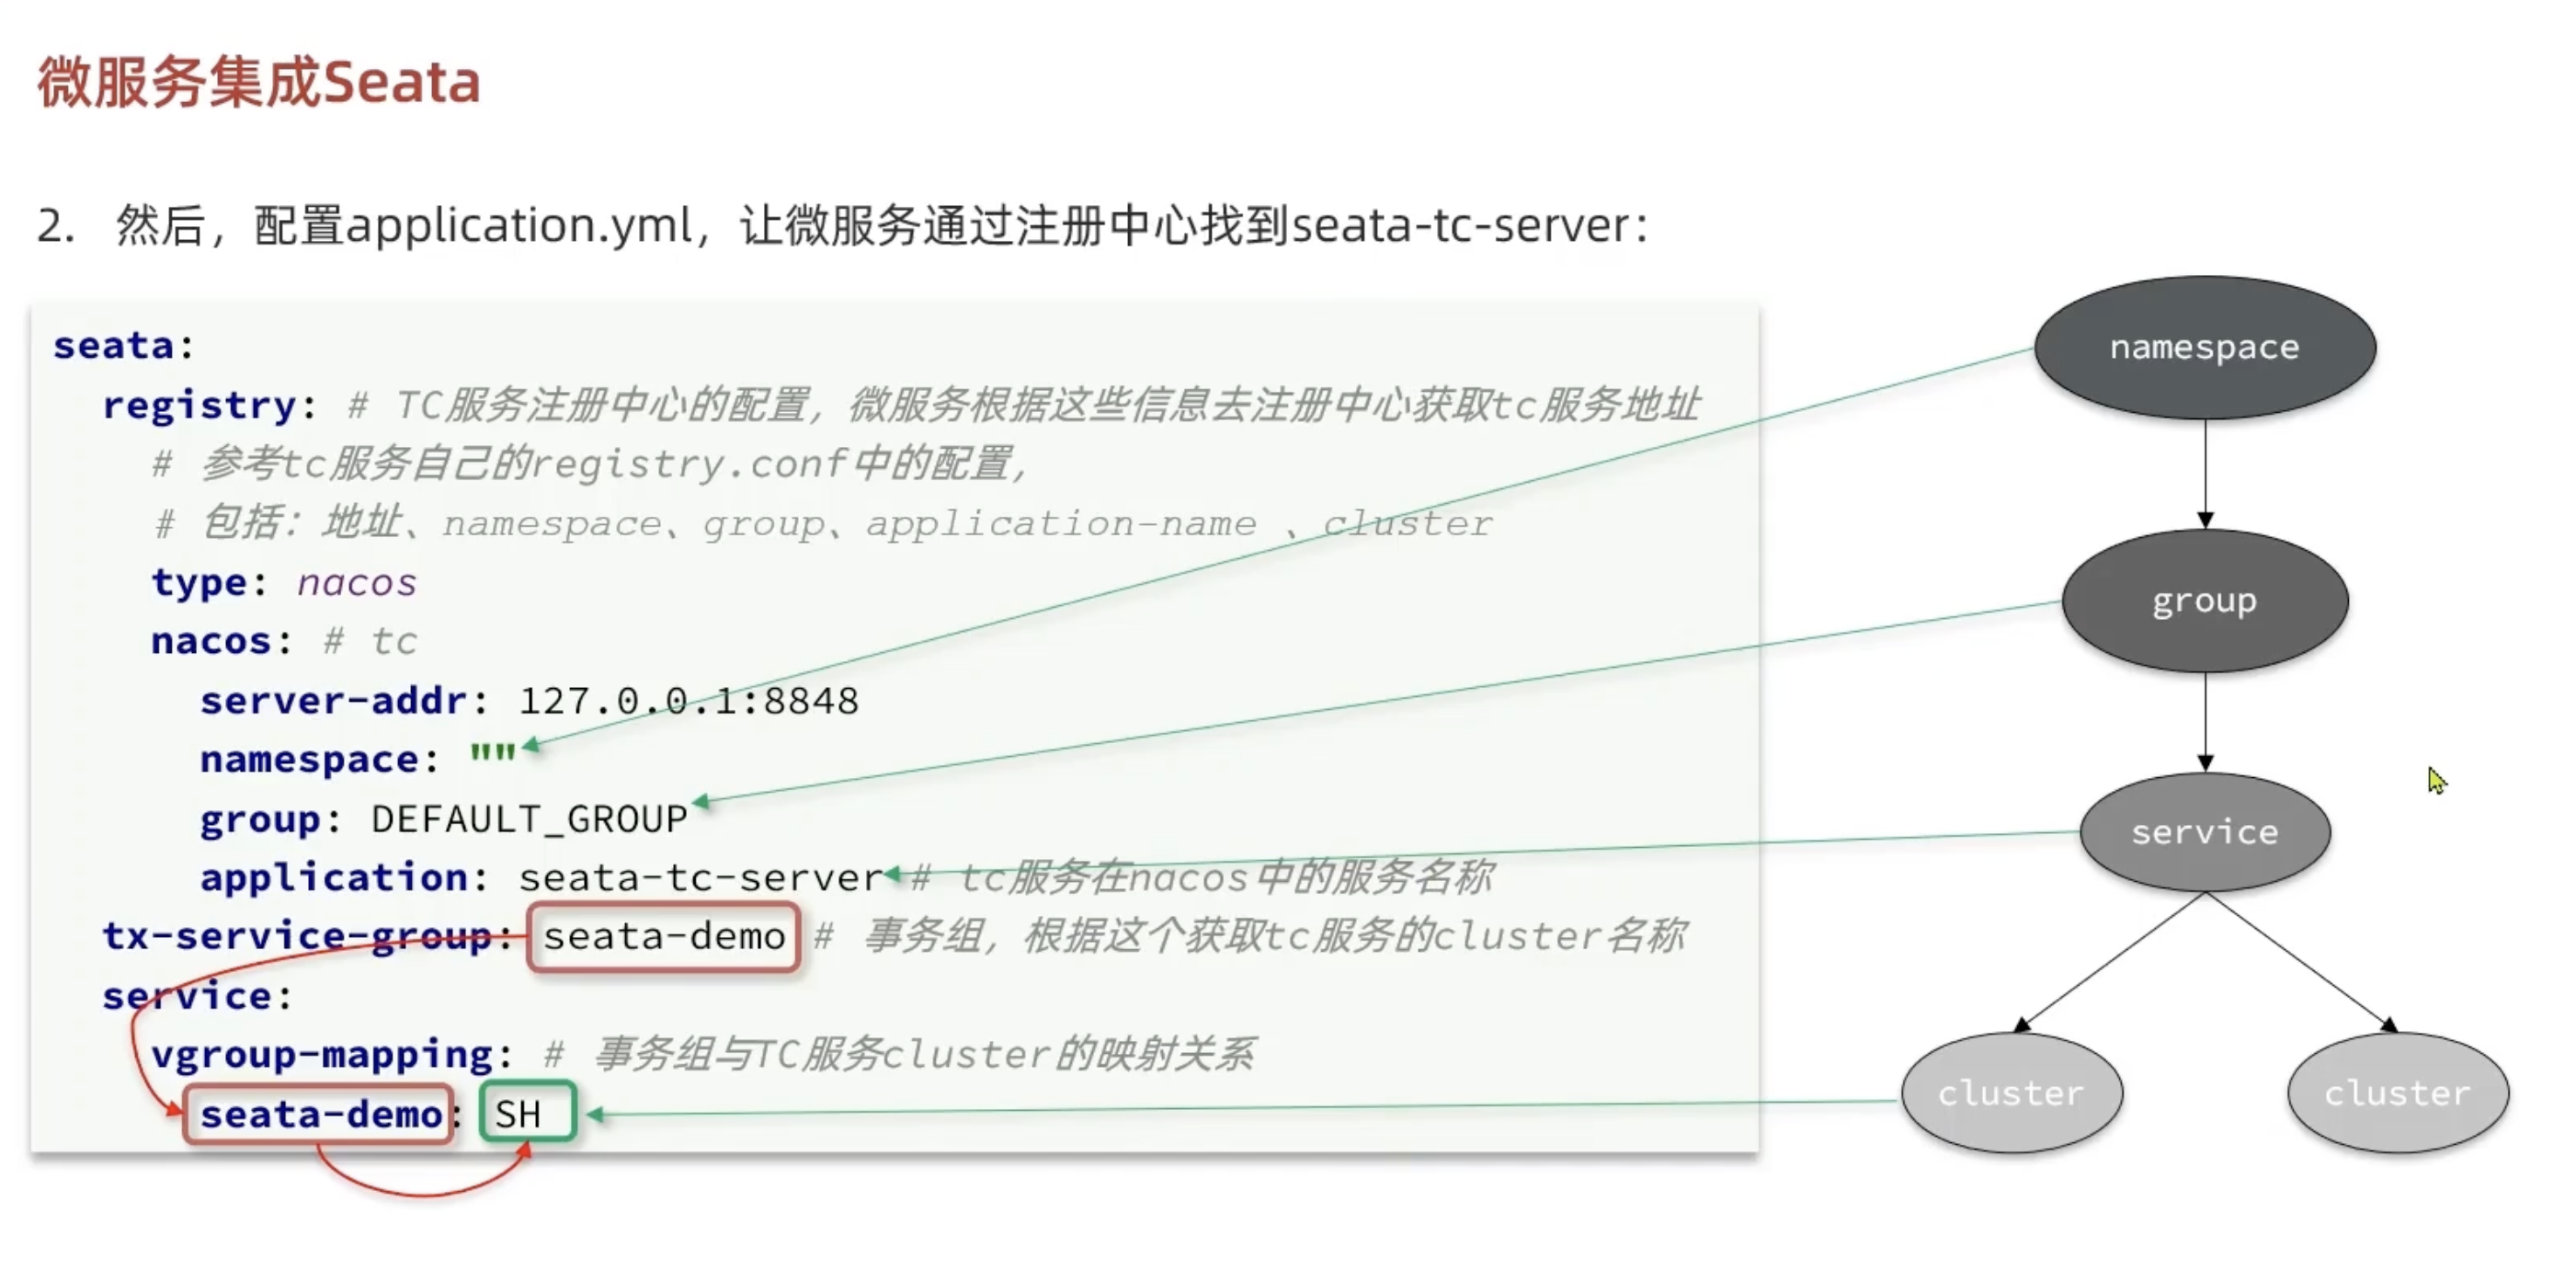 微服务集成Seata
2. 然后，配置application.yml，让微服务通过注册中心找到seata-tc-server：
seata:
registry: # TC服务注册中心的配置，微服务根据这些信息去注册中心获取tc服务地址
# 参考tc服务自己的registry.conf中的配置，
# 包括：地址、namespace、group、application-name 、cluster
type: nacos
nacos: # tc
server-addr: 127.0.0.1:8848
namespace: ""
group: DEFAULT_GROUP
application: seata-tc-server # tc服务在nacos中的服务名称
tx-service-group: seata-demo # 事务组，根据这个获取tc服务的cluster名称
service:
vgroup-mapping: # 事务组与TC服务cluster的映射关系
seata-demo: SH
namespace
group
service
cluster
cluster